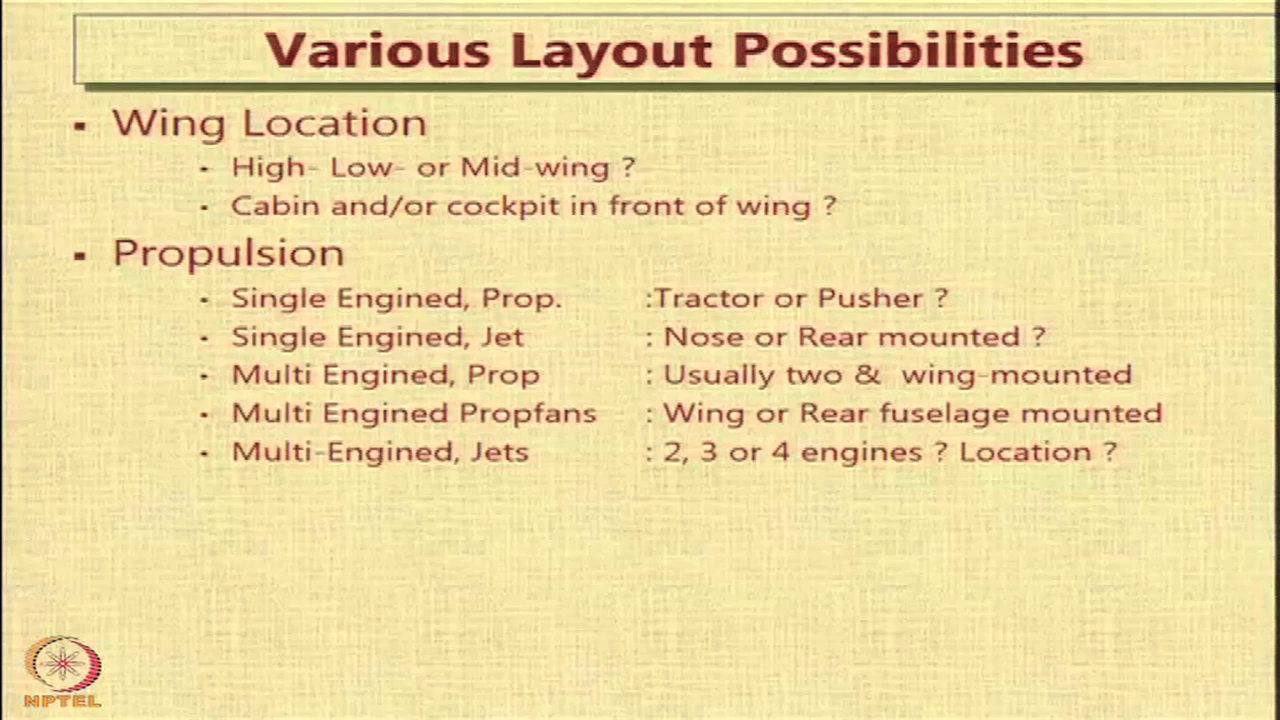 Various Layout Possibilities
▪ Wing Location
• High- Low- or Mid-wing ?
• Cabin and/or cockpit in front of wing ?
▪ Propulsion
• Single Engined, Prop. :Tractor or Pusher ?
• Single Engined, Jet : Nose or Rear mounted ?
• Multi Engined, Prop : Usually two & wing-mounted
• Multi Engined Propfans : Wing or Rear fuselage mounted
• Multi-Engined, Jets : 2, 3 or 4 engines ? Location ?
NPTEL